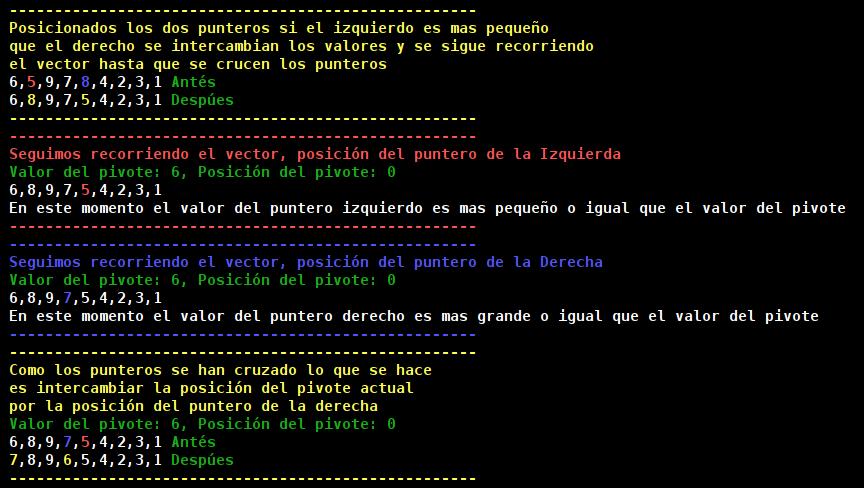 ----------------------------------------------------
Posicionados los dos punteros si el izquierdo es mas pequeño
que el derecho se intercambian los valores y se sigue recorriendo
el vector hasta que se crucen los punteros
6,5,9,7,8,4,2,3,1 Antés
6,8,9,7,5,4,2,3,1 Despúes
----------------------------------------------------
----------------------------------------------------
Seguimos recorriendo el vector, posición del puntero de la Izquierda
Valor del pivote: 6, Posición del pivote: 0
6,8,9,7,5,4,2,3,1
En este momento el valor del puntero izquierdo es mas pequeño o igual que el valor del pivote
----------------------------------------------------
----------------------------------------------------
Seguimos recorriendo el vector, posición del puntero de la Derecha
Valor del pivote: 6, Posición del pivote: 0
6,8,9,7,5,4,2,3,1
En este momento el valor del puntero derecho es mas grande o igual que el valor del pivote
----------------------------------------------------
----------------------------------------------------
Como los punteros se han cruzado lo que se hace
es intercambiar la posición del pivote actual
por la posición del puntero de la derecha
Valor del pivote: 6, Posición del pivote: 0
6,8,9,7,5,4,2,3,1 Antés
7,8,9,6,5,4,2,3,1 Despúes
----------------------------------------------------